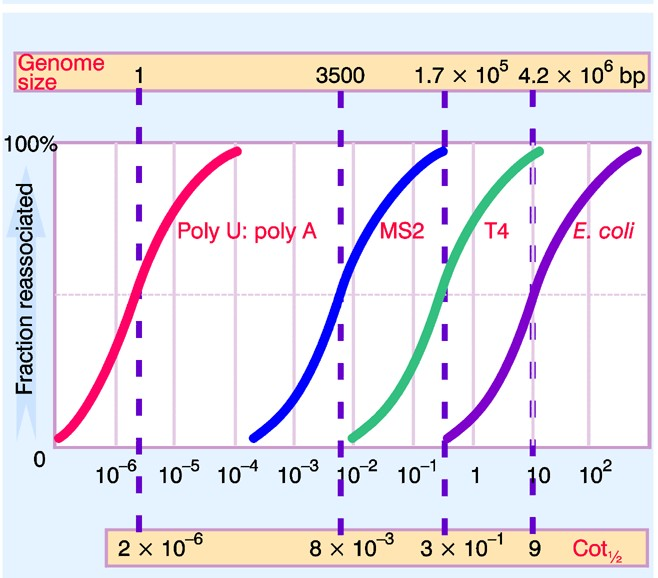 Genome size 1 3500 1.7 × 10⁵ 4.2 × 10⁶ bp
100%
Fraction reassociated
Poly U: poly A MS2 T4 E. coli
0
10⁻⁶ 10⁻⁵ 10⁻⁴ 10⁻³ 10⁻² 10⁻¹ 1 10 10²
2 × 10⁻⁶ 8 × 10⁻³ 3 × 10⁻¹ 9 Cot½